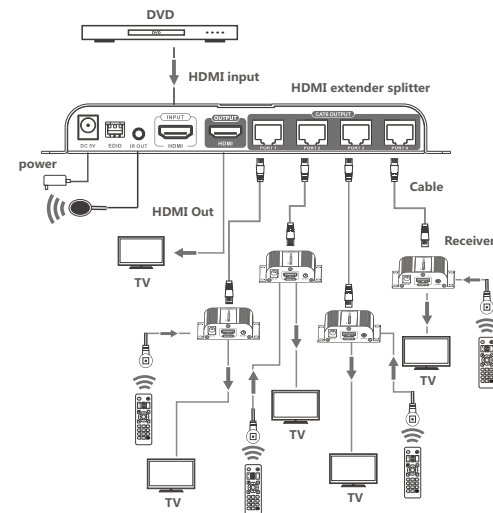 DVD
DVD
HDMI input
HDMI extender splitter
INPUT
OUTPUT
CAT6 OUTPUT
DC 5V
EDID
IR OUT
HDMI
HDMI
PORT 1
PORT 2
PORT 3
PORT 4
power
Cable
HDMI Out
Receiver
TV
TV
TV
TV
TV